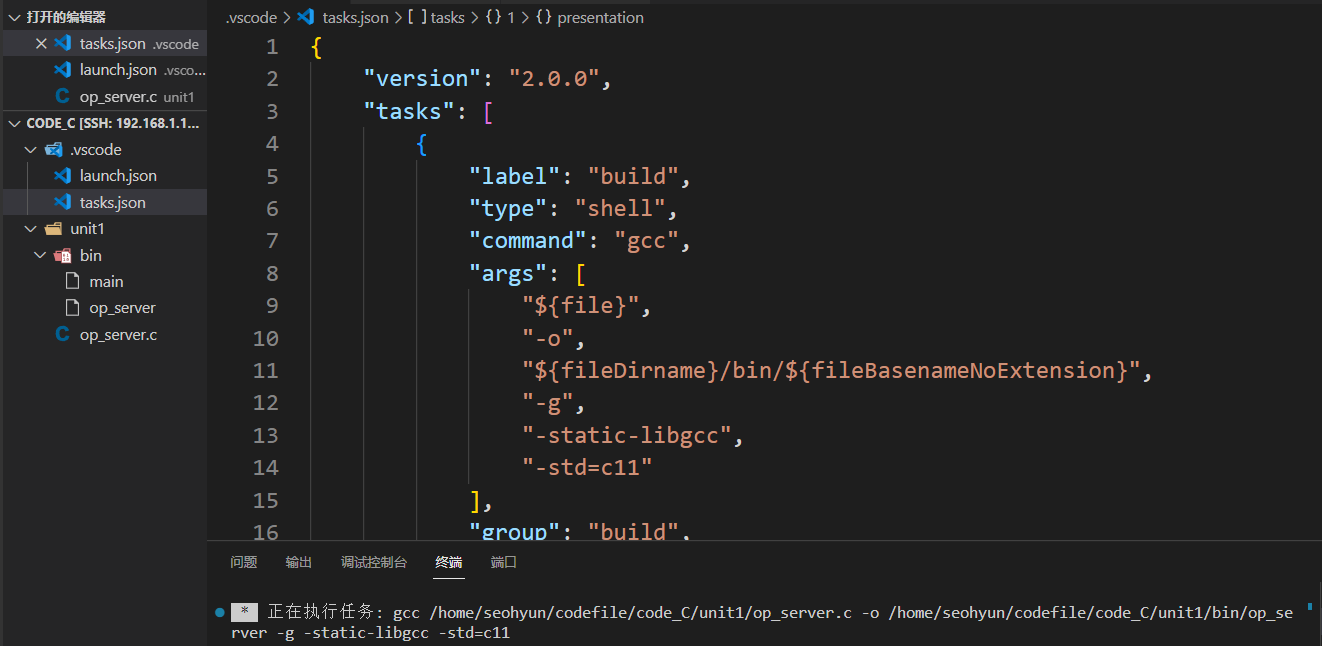 打开的编辑器
tasks.json .vscode
launch.json .vsco...
op_server.c unit1
CODE_C [SSH: 192.168.1.1...
.vscode
launch.json
tasks.json
unit1
bin
main
op_server
op_server.c
.vscode > tasks.json > [ ] tasks > {} 1 > {} presentation
1 {
2 "version": "2.0.0",
3 "tasks": [
4 {
5 "label": "build",
6 "type": "shell",
7 "command": "gcc",
8 "args": [
9 "${file}",
10 "-o",
11 "${fileDirname}/bin/${fileBasenameNoExtension}",
12 "-g",
13 "-static-libgcc",
14 "-std=c11"
15 ],
16 "group": "build",
问题 输出 调试控制台 终端 端口
* 正在执行任务: gcc /home/seohyun/codefile/code_C/unit1/op_server.c -o /home/seohyun/codefile/code_C/unit1/bin/op_se
rver -g -static-libgcc -std=c11